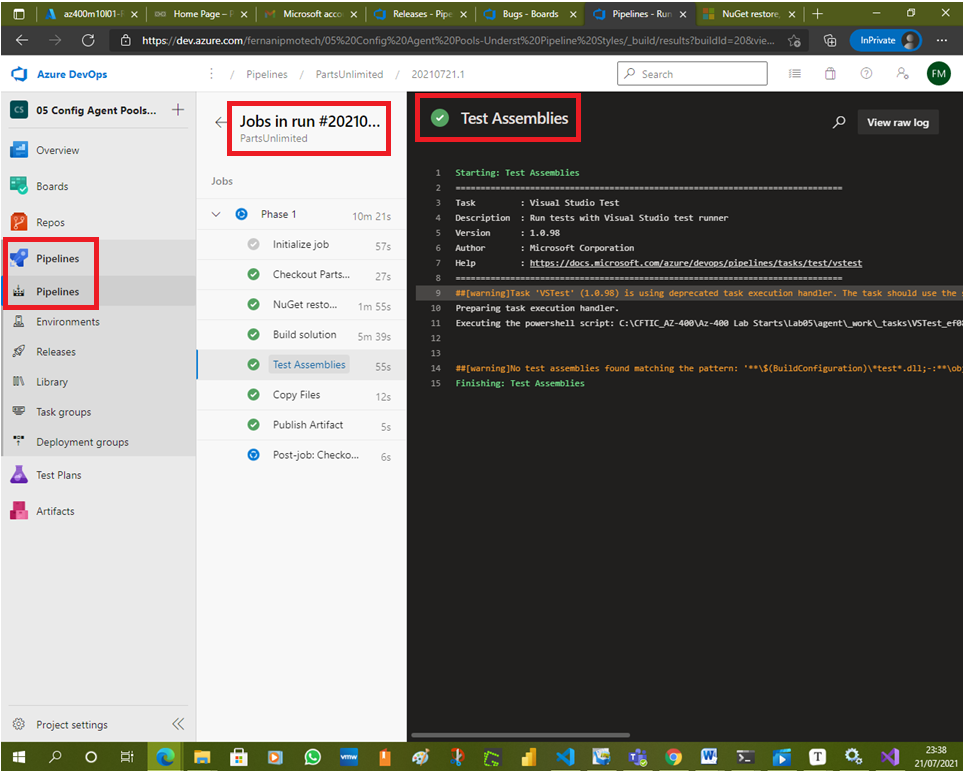 az400m10l01-
Home Page –
Microsoft acco
Releases - Pipe
Bugs - Boards
Pipelines - Run
NuGet restore,
https://dev.azure.com/fernanipmotech/05%20Config%20Agent%20Pools-Underst%20Pipeline%20Styles/_build/results?buildId=20&vie...
InPrivate
Azure DevOps
/ Pipelines / PartsUnlimited / 20210721.1
Search
FM
CS
05 Config Agent Pools...
Overview
Boards
Repos
Pipelines
Pipelines
Environments
Releases
Library
Task groups
Deployment groups
Test Plans
Artifacts
Project settings
Jobs in run #20210...
PartsUnlimited
Jobs
Phase 1 10m 21s
Initialize job 57s
Checkout Parts... 27s
NuGet resto... 1m 55s
Build solution 5m 39s
Test Assemblies 55s
Copy Files 12s
Publish Artifact 5s
Post-job: Checko... 6s
Test Assemblies
View raw log
1 Starting: Test Assemblies
2 ==============================================================================
3 Task : Visual Studio Test
4 Description : Run tests with Visual Studio test runner
5 Version : 1.0.98
6 Author : Microsoft Corporation
7 Help : https://docs.microsoft.com/azure/devops/pipelines/tasks/test/vstest
8 ==============================================================================
9 ##[warning]Task 'VSTest' (1.0.98) is using deprecated task execution handler. The task should use the s
10 Preparing task execution handler.
11 Executing the powershell script: C:\CFTIC_AZ-400\Az-400 Lab Starts\Lab05\agent\_work\_tasks\VSTest_ef08
12
13
14 ##[warning]No test assemblies found matching the pattern: '**\$(BuildConfiguration)\*test*.dll;-:**\ob
15 Finishing: Test Assemblies
vmw
T
23:38
21/07/2021